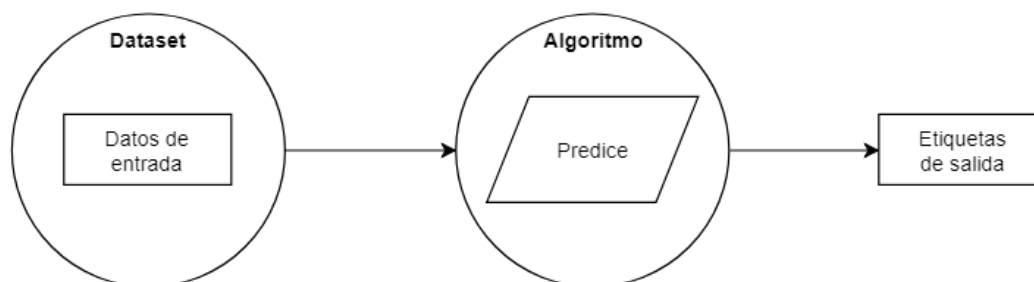 Dataset
Datos de
entrada
Algoritmo
Predice
Etiquetas
de salida